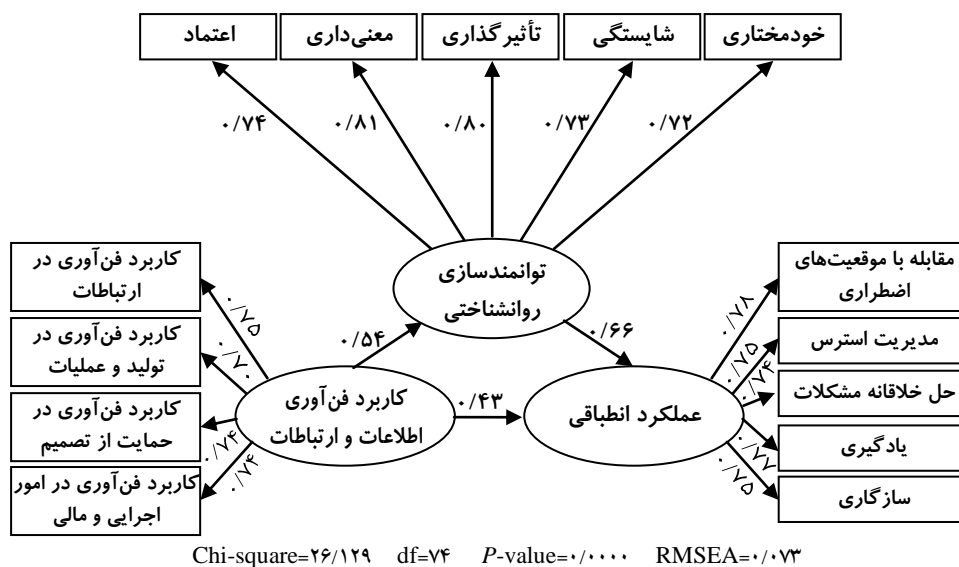 خودمختاری
شایستگی
تأثیرگذاری
معنی‌داری
اعتماد
۰/۷۲
۰/۷۳
۰/۸۰
۰/۸۱
۰/۷۴
توانمندسازی
روانشناختی
مقابله با موقعیت‌های
اضطراری
مدیریت استرس
حل خلاقانه مشکلات
یادگیری
سازگاری
۰/۷۸
۰/۷۵
۰/۷۴
۰/۷۷
۰/۷۵
عملکرد انطباقی
۰/۶۶
۰/۵۴
۰/۴۳
کاربرد فن‌آوری
اطلاعات و ارتباطات
۰/۷۵
۰/۷۰
۰/۷۴
۰/۷۴
کاربرد فن‌آوری در
ارتباطات
کاربرد فن‌آوری در
تولید و عملیات
کاربرد فن‌آوری در
حمایت از تصمیم
کاربرد فن‌آوری در امور
اجرایی و مالی
Chi-square=۲۶/۱۲۹ df=۷۴ P-value=۰/۰۰۰۰ RMSEA=۰/۰۷۳